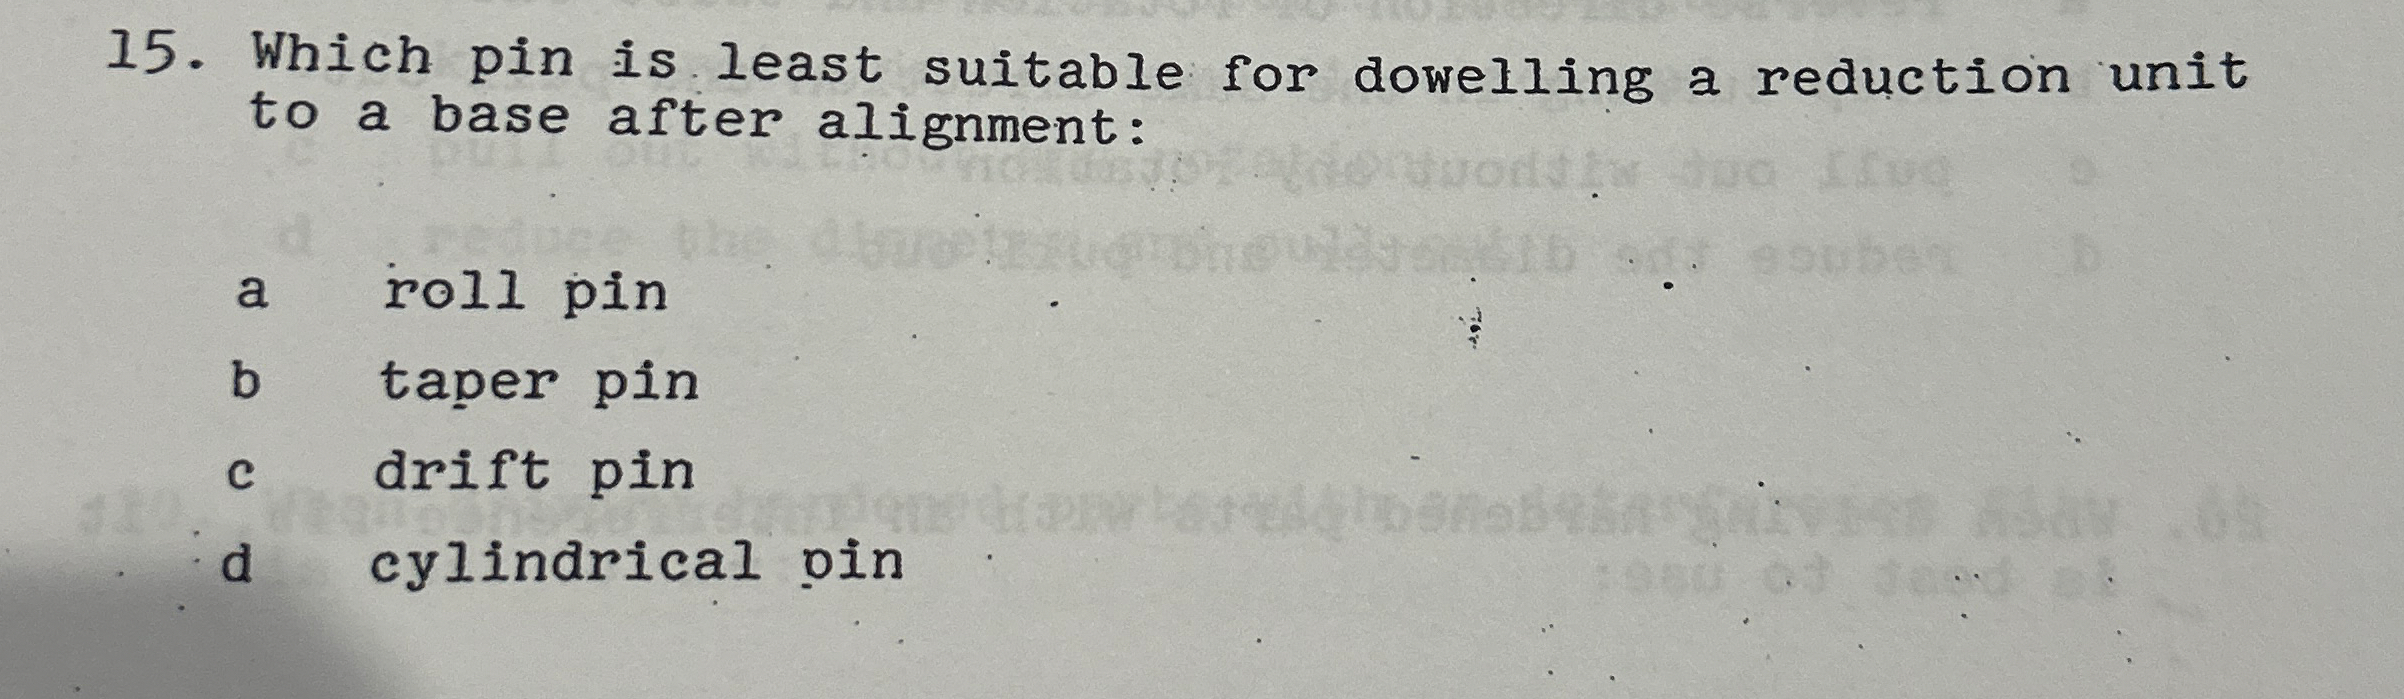 15. Which pin is least suitable for dowelling a reduction unit
to a base after alignment:
a roll pin
b taper pin
c drift pin
d cylindrical pin